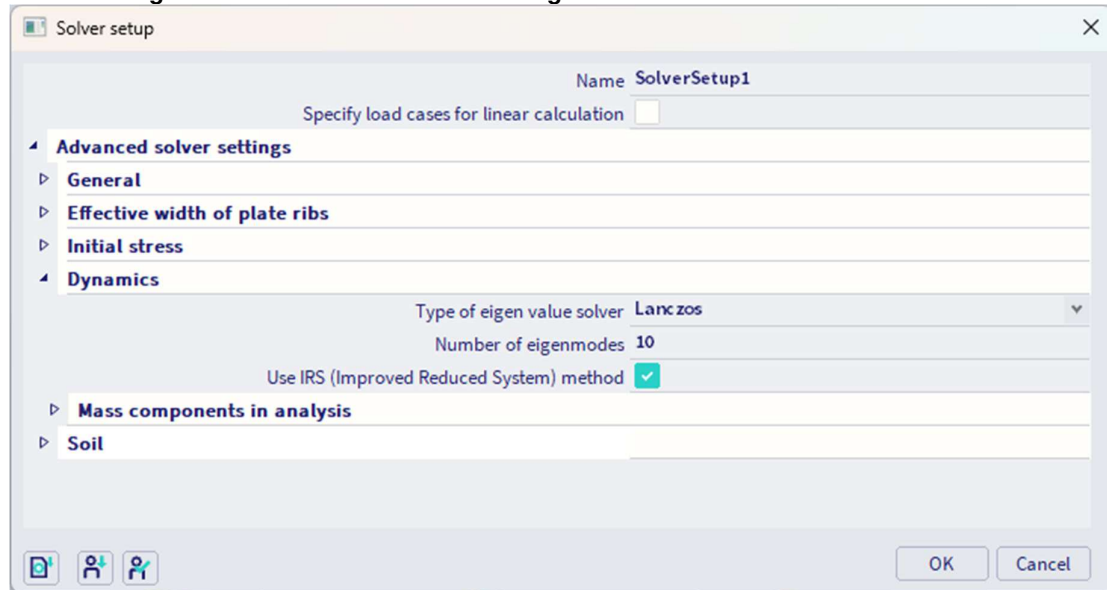 Solver setup
Name SolverSetup1
Specify load cases for linear calculation
Advanced solver settings
General
Effective width of plate ribs
Initial stress
Dynamics
Type of eigen value solver Lanczos
Number of eigenmodes 10
Use IRS (Improved Reduced System) method
Mass components in analysis
Soil
OK Cancel